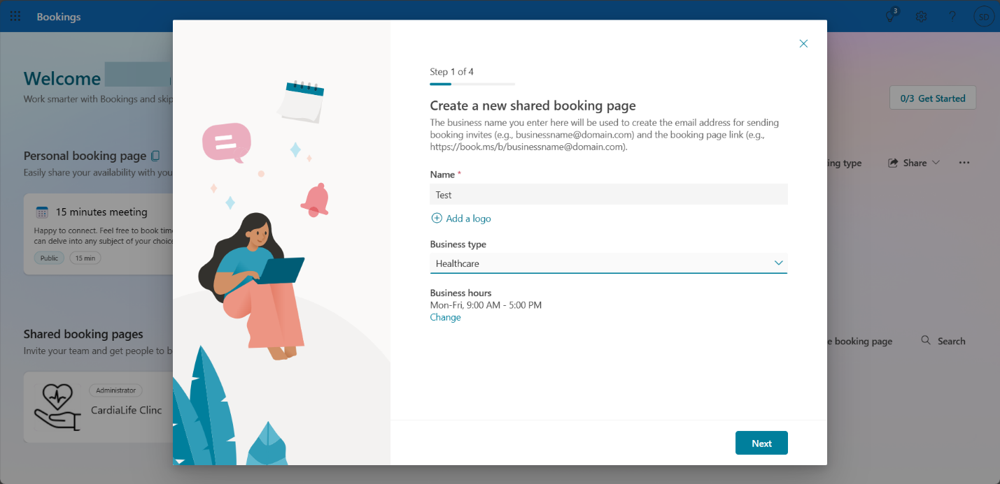 Bookings
3
SD
Welcome
Work smarter with Bookings and skip
0/3 Get Started
Personal booking page
Easily share your availability with you
ing type
Share
15 minutes meeting
Happy to connect. Feel free to book time
can delve into any subject of your choice
Public
15 min
Shared booking pages
Invite your team and get people to b
e booking page
Search
Administrator
CardiaLife Clinc
Step 1 of 4
Create a new shared booking page
The business name you enter here will be used to create the email address for sending
booking invites (e.g., businessname@domain.com) and the booking page link (e.g.,
https://book.ms/b/businessname@domain.com).
Name *
Test
Add a logo
Business type
Healthcare
Business hours
Mon-Fri, 9:00 AM - 5:00 PM
Change
Next